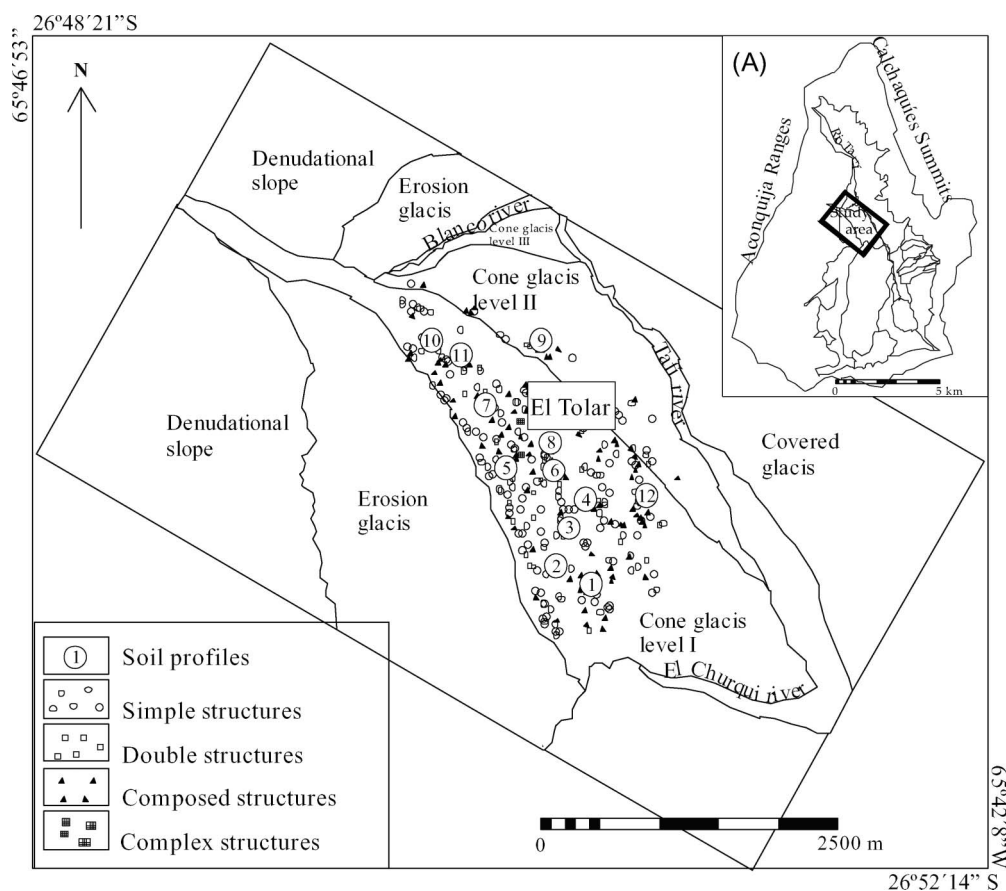 26º48´21”S
65º46´53”
N
(A)
Calchaquíes Summits
Aconquija Ranges
Study
area
0
5 km
Denudational
slope
Erosion
glacis
Blanco river
Cone glacis
level III
Cone glacis
level II
Tafí river
Covered
glacis
Denudational
slope
Erosion
glacis
10
11
9
7
El Tolar
8
5
6
4
12
3
2
1
Cone glacis
level I
El Churqui river
1
Soil profiles
Simple structures
Double structures
Composed structures
Complex structures
0
2500 m
65º42´8”W
26º52´14” S